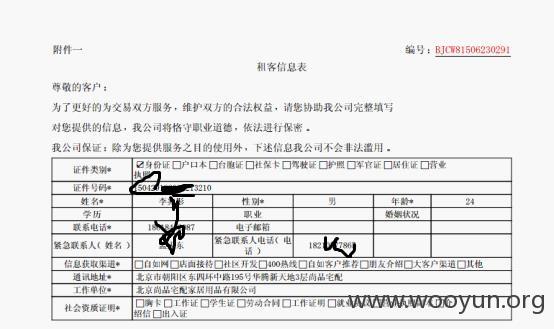 附件一 编号：BJCW81506230291
租客信息表
尊敬的客户：
为了更好的为交易双方服务，维护双方的合法权益，请您协助我公司完整填写
对您提供的信息，我公司将恪守职业道德，依法进行保密 。
我公司保证：除为您提供服务之目的使用外，下述信息我公司不会非法滥用 。
证件类别* ☑身份证 □户口本 □台胞证 □社保卡 □驾驶证 □护照 □军官证 □居住证 □营业
执照
证件号码* 3210
姓名* 李 彤 性别* 男 年龄* 24
学历 职业 婚姻状况
联系电话* 电子邮箱
紧急联系人（姓名） 东 紧急联系人电话（电
话）
信息获取渠道* □自如网 □店面接待 □社区开发 □400热线 □自如客户推荐 □朋友介绍 □大客户渠道 □其他
通讯地址* 北京市朝阳区东四环中路195号华腾新天地3层尚品宅配
工作单位* 北京尚品宅配家居用品有限公司
社会资质证明* □胸卡 □工作证 □学生证 □劳动合同 □工作证明
绍信 □出入证
www.wooyun.org